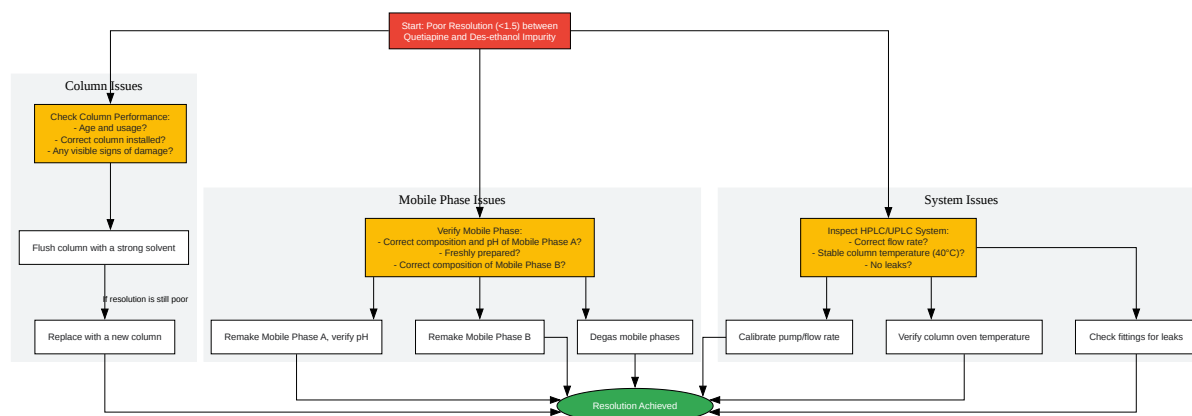 Start: Poor Resolution (<1.5) between
Quetiapine and Des-ethanol Impurity
Column Issues
Check Column Performance:
- Age and usage?
- Correct column installed?
- Any visible signs of damage?
Flush column with a strong solvent
If resolution is still poor
Replace with a new column
Mobile Phase Issues
Verify Mobile Phase:
- Correct composition and pH of Mobile Phase A?
- Freshly prepared?
- Correct composition of Mobile Phase B?
Remake Mobile Phase A, verify pH
Remake Mobile Phase B
Degas mobile phases
System Issues
Inspect HPLC/UPLC System:
- Correct flow rate?
- Stable column temperature (40°C)?
- No leaks?
Calibrate pump/flow rate
Verify column oven temperature
Check fittings for leaks
Resolution Achieved